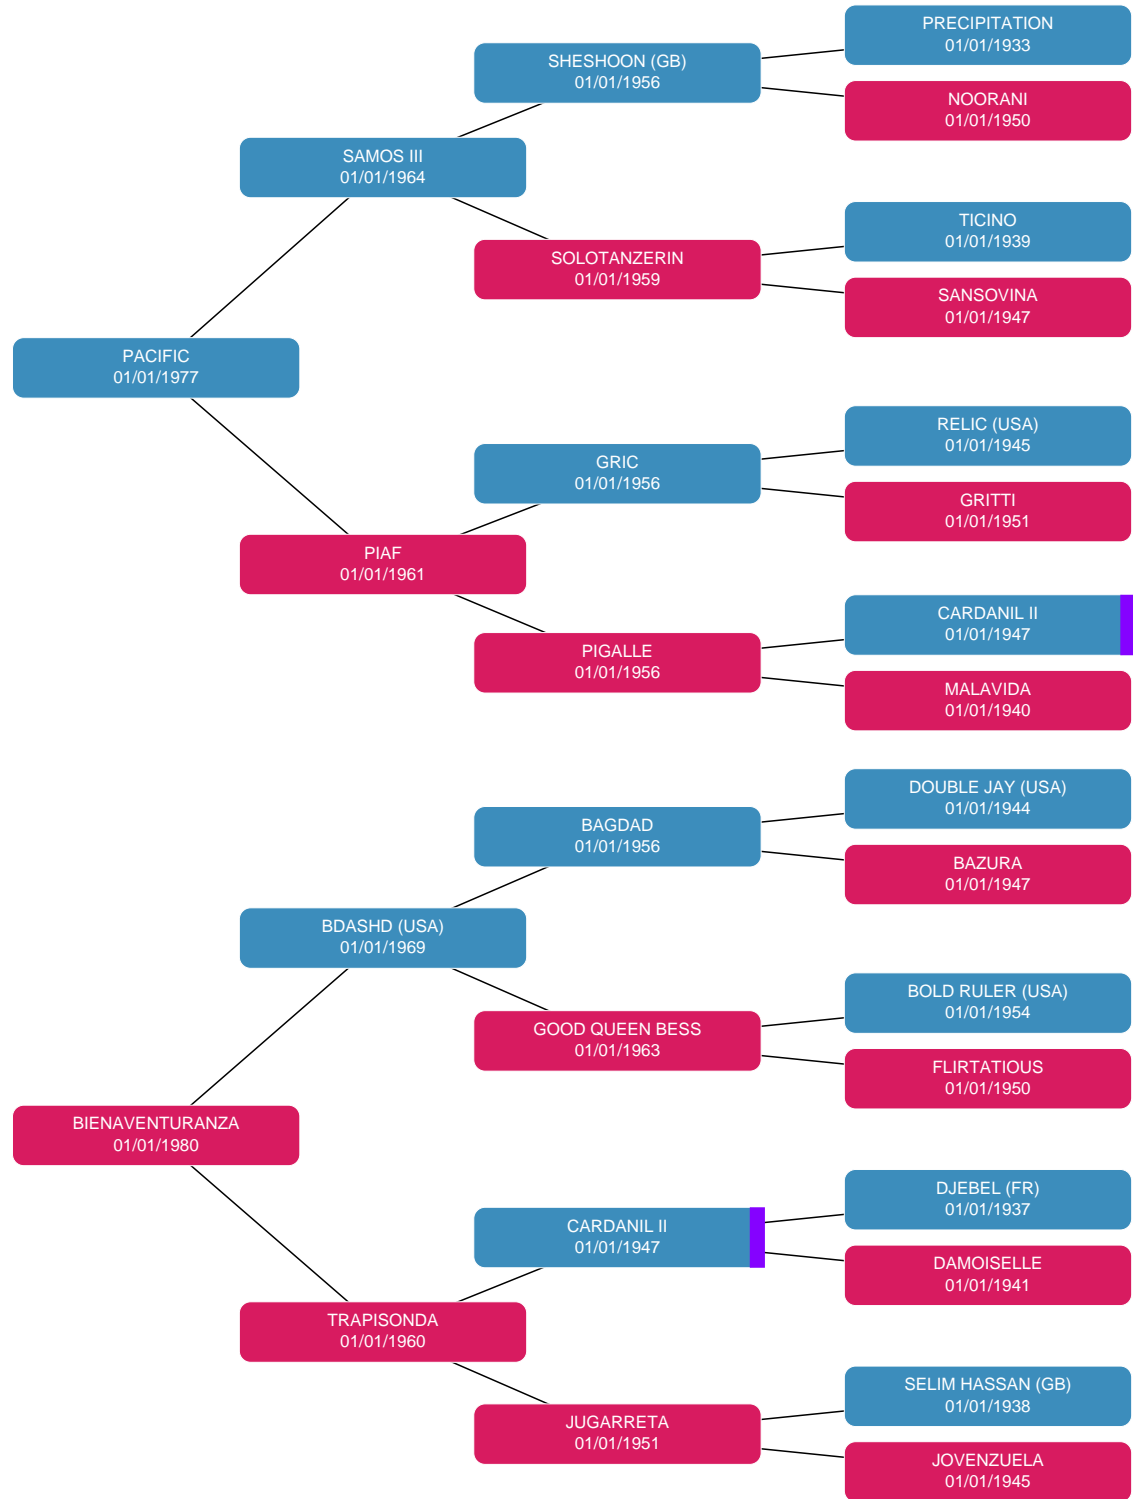 PRECIPITATION
01/01/1933
SHESHOON (GB)
01/01/1956
NOORANI
01/01/1950
SAMOS III
01/01/1964
TICINO
01/01/1939
SOLOTANZERIN
01/01/1959
SANSOVINA
01/01/1947
PACIFIC
01/01/1977
RELIC (USA)
01/01/1945
GRIC
01/01/1956
GRITTI
01/01/1951
PIAF
01/01/1961
CARDANIL II
01/01/1947
PIGALLE
01/01/1956
MALAVIDA
01/01/1940
DOUBLE JAY (USA)
01/01/1944
BAGDAD
01/01/1956
BAZURA
01/01/1947
BDASHD (USA)
01/01/1969
BOLD RULER (USA)
01/01/1954
GOOD QUEEN BESS
01/01/1963
FLIRTATIOUS
01/01/1950
BIENAVENTURANZA
01/01/1980
DJEBEL (FR)
01/01/1937
CARDANIL II
01/01/1947
DAMOISELLE
01/01/1941
TRAPISONDA
01/01/1960
SELIM HASSAN (GB)
01/01/1938
JUGARRETA
01/01/1951
JOVENZUELA
01/01/1945